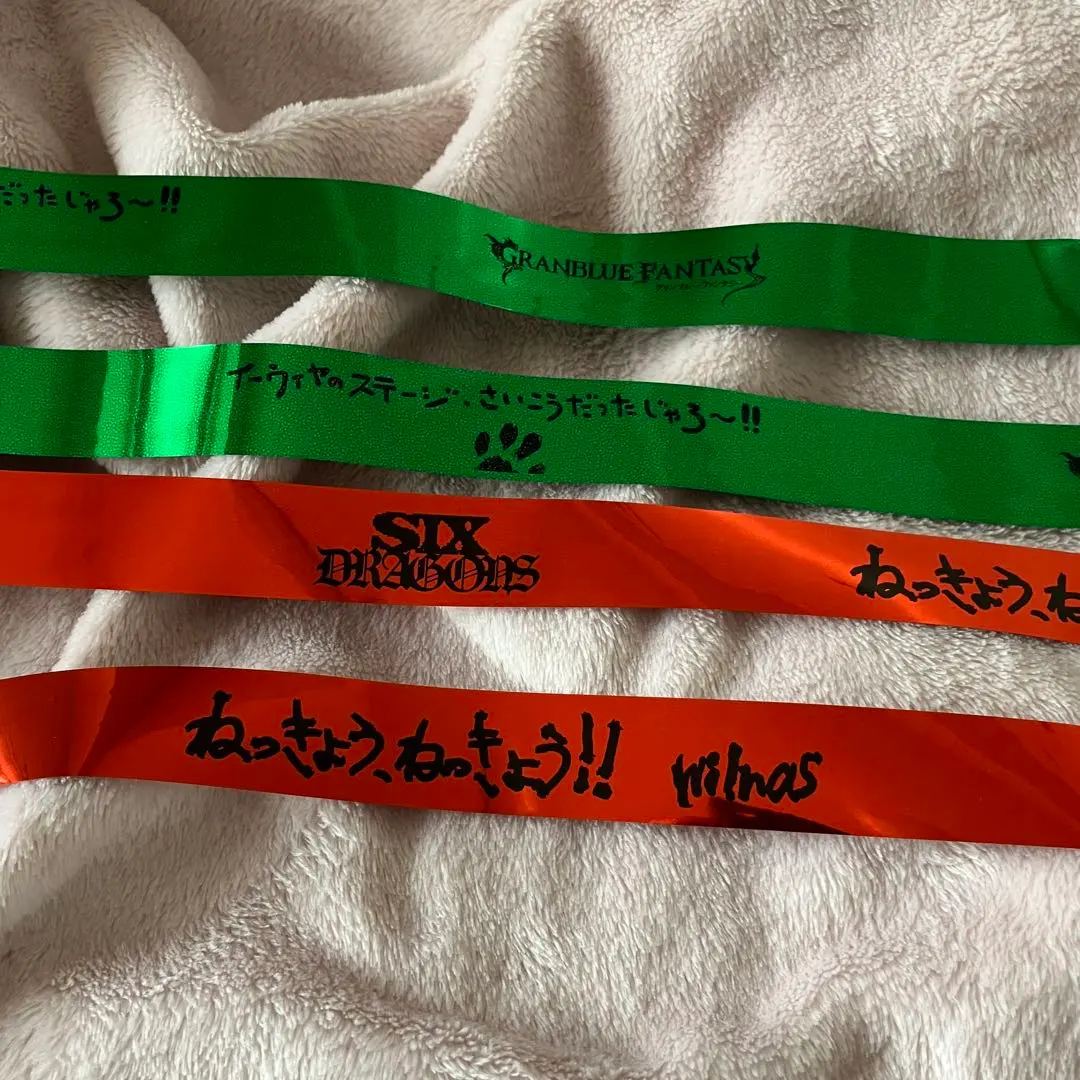 だったじゃろ〜!!
GRANBLUE FANTASY
グランブルーファンタジー
イーウィヤのステージ、さいこうだったじゃろ〜!!
SIX
DRAGONS
ねっきょう、ね
ねっきょう、ねっきょう!! wilnas